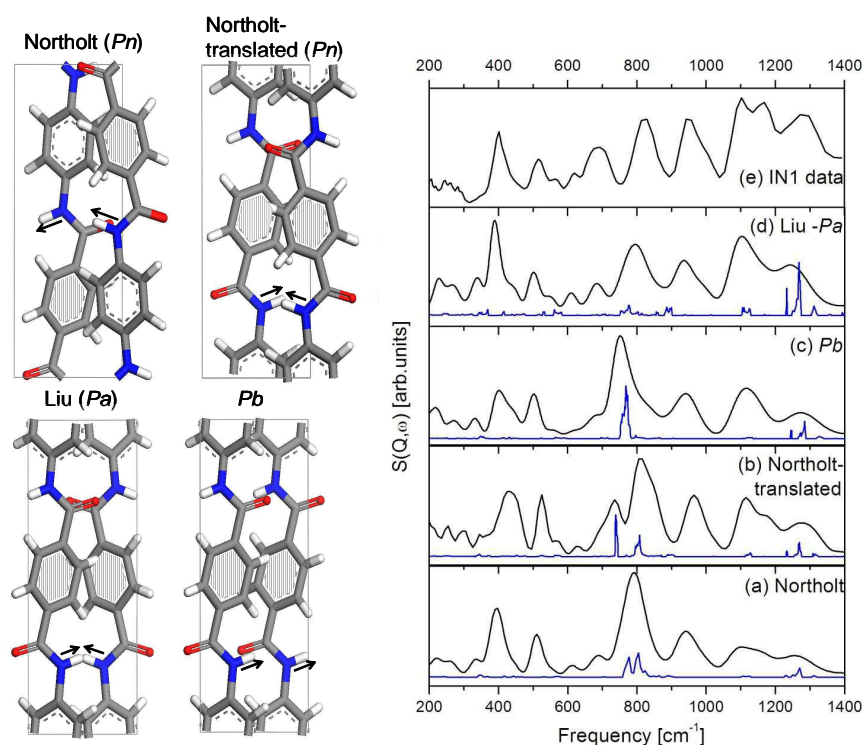 Northolt (Pn)
Northolt-
translated (Pn)
Liu (Pa)
Pb
200 400 600 800 1000 1200 1400
(e) IN1 data
(d) Liu -Pa
(c) Pb
(b) Northolt-
translated
(a) Northolt
S(Q,ω) [arb.units]
200 400 600 800 1000 1200 1400
Frequency [cm⁻¹]